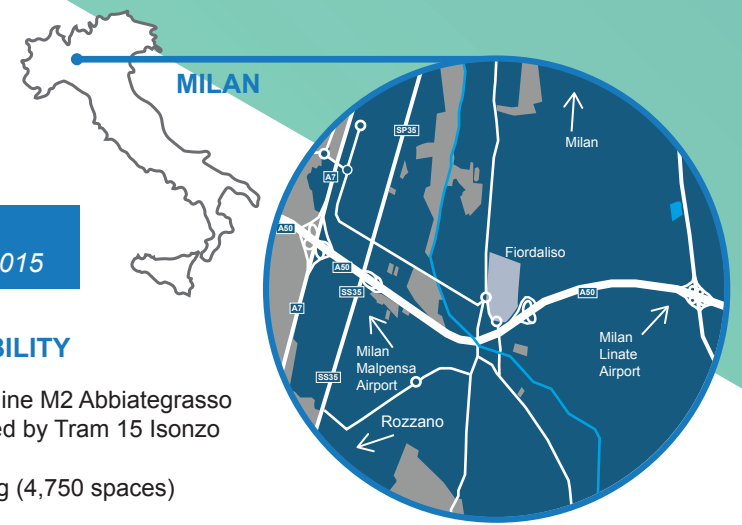 MILAN
SP35
Milan
A7
A50
Fiordaliso
A50
SS35
A50
A7
Milan
Malpensa
Airport
Milan
Linate
Airport
SS35
Rozzano
015
BILITY
ine M2 Abbiategrasso
ed by Tram 15 Isonzo
g (4,750 spaces)